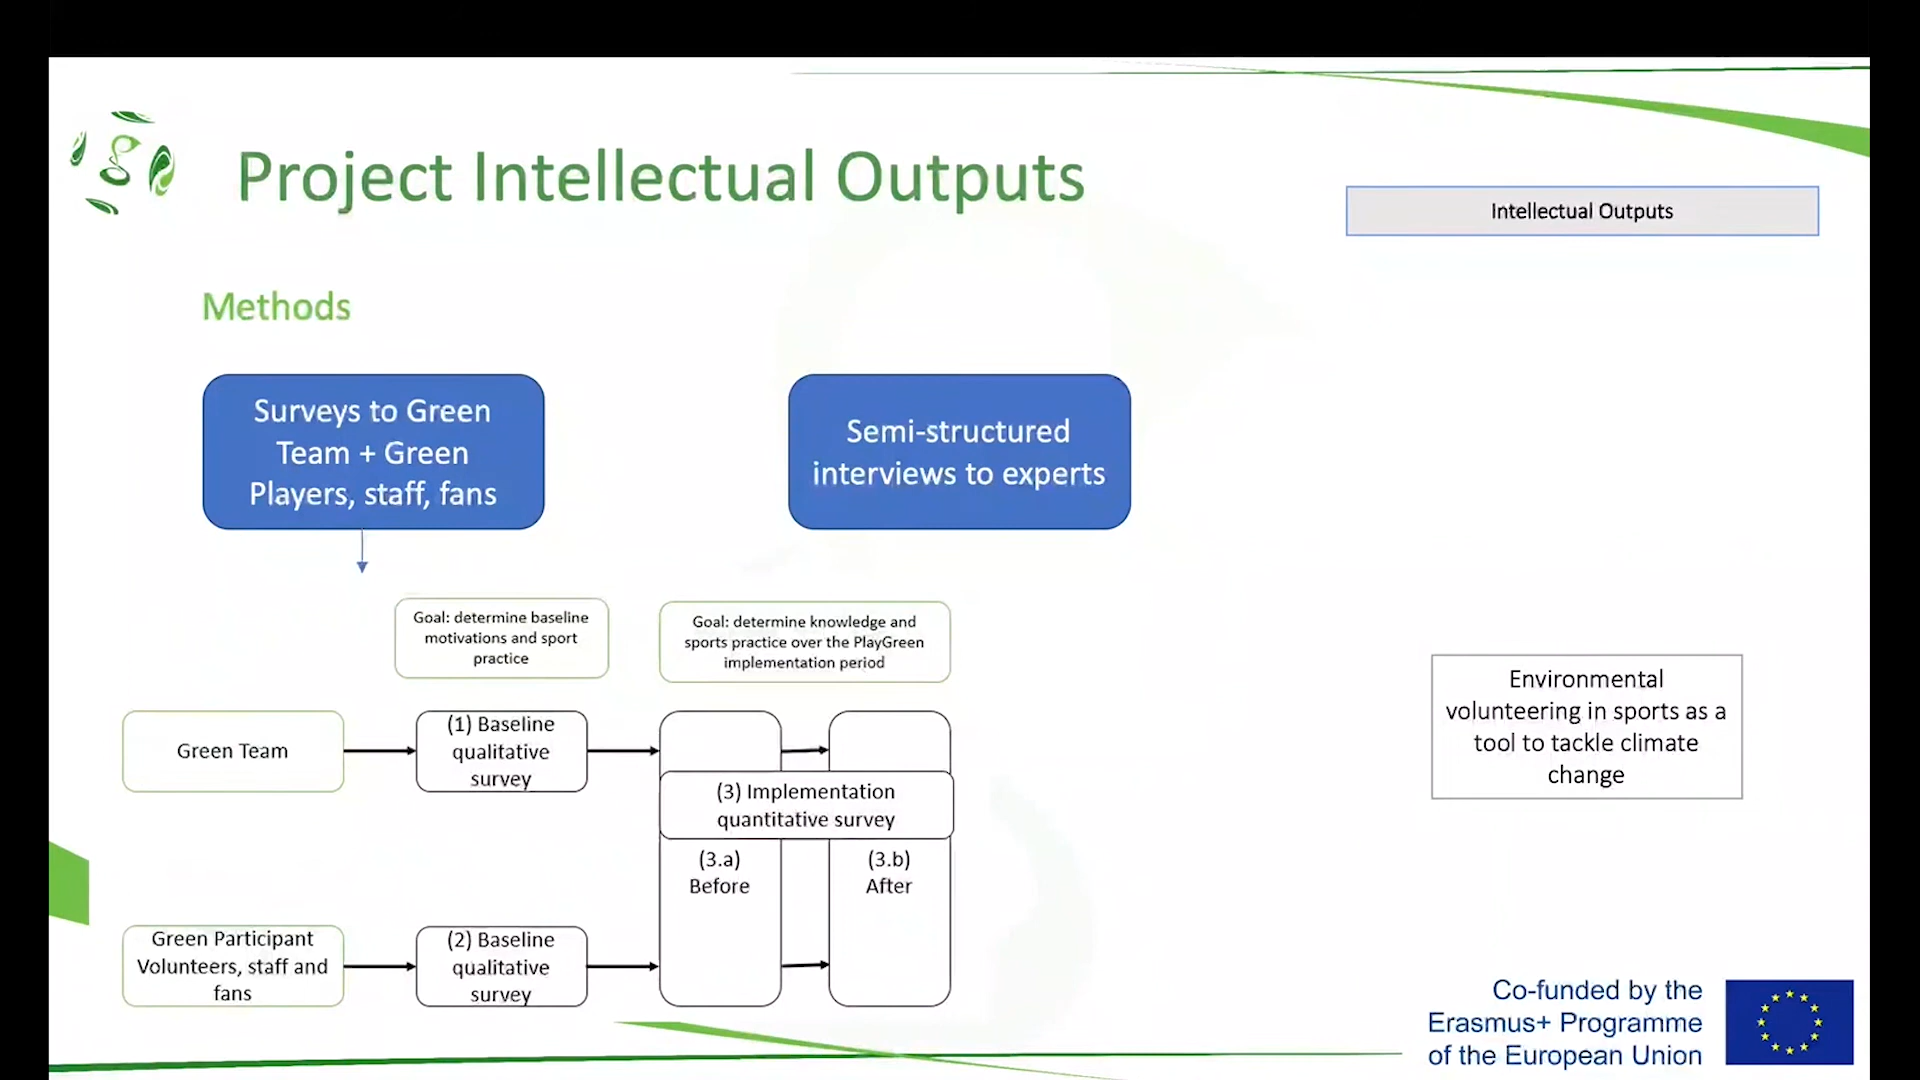 Project Intellectual Outputs
Intellectual Outputs
Methods
Surveys to Green
Team + Green
Players, staff, fans
Semi-structured
interviews to experts
Goal: determine baseline
motivations and sport
practice
Goal: determine knowledge and
sports practice over the PlayGreen
implementation period
Green Team
(1) Baseline
qualitative
survey
(3) Implementation
quantitative survey
(3.a)
Before
(3.b)
After
Green Participant
Volunteers, staff and
fans
(2) Baseline
qualitative
survey
Environmental
volunteering in sports as a
tool to tackle climate
change
Co-funded by the
Erasmus+ Programme
of the European Union